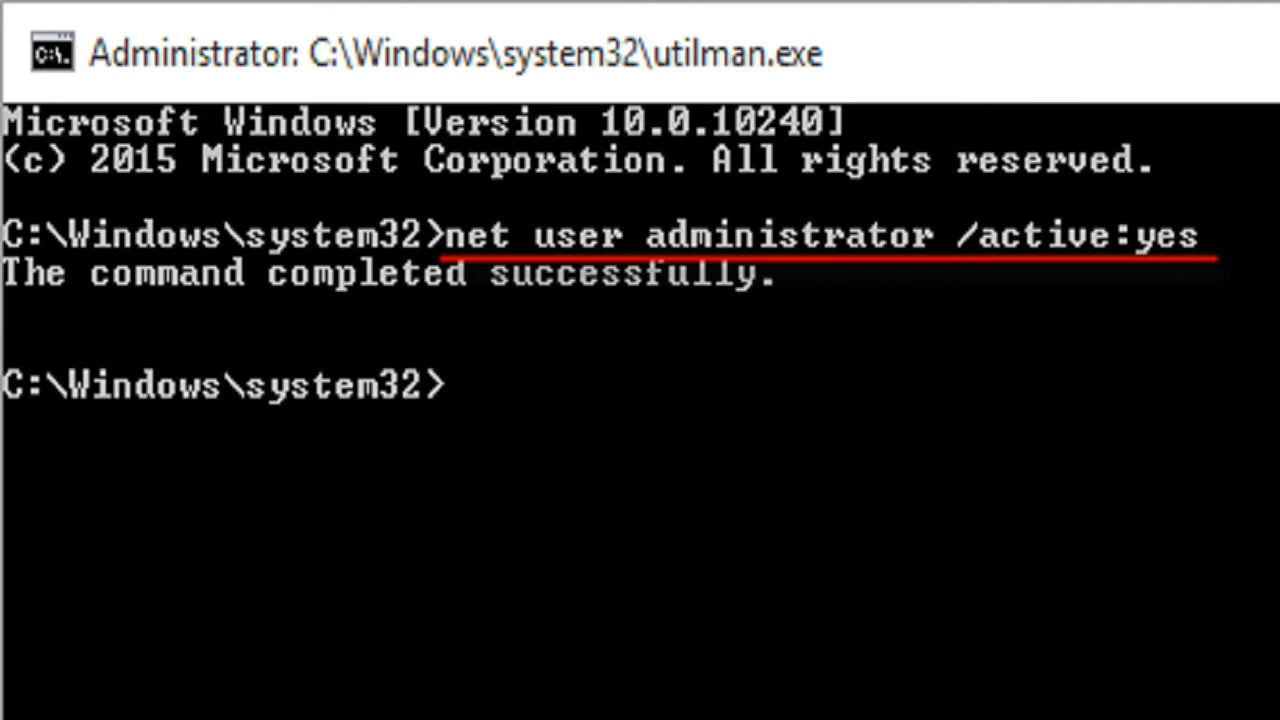 Administrator: C:\Windows\system32\utilman.exe
Microsoft Windows [Version 10.0.10240]
(c) 2015 Microsoft Corporation. All rights reserved.
C:\Windows\system32>net user administrator /active:yes
The command completed successfully.
C:\Windows\system32>